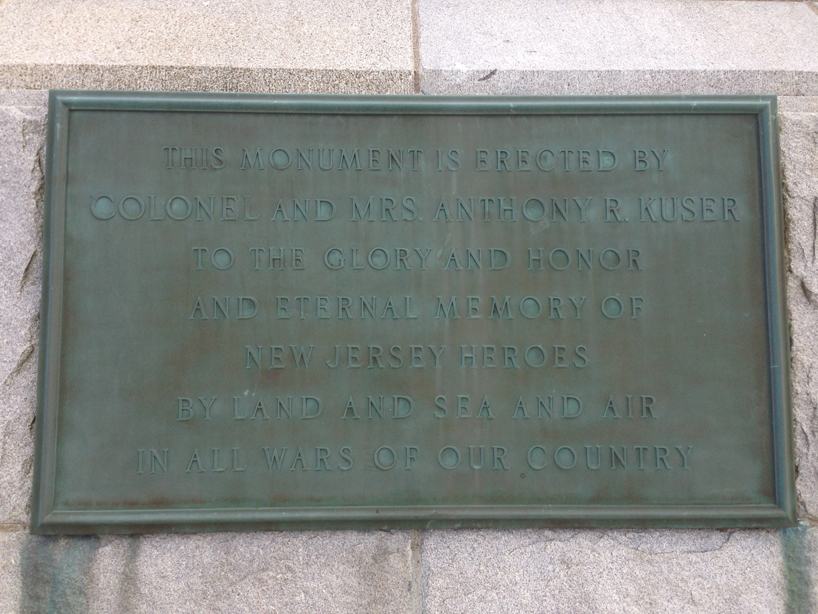 THIS MONUMENT IS ERECTED BY
COLONEL AND MRS. ANTHONY R. KUSER
TO THE GLORY AND HONOR
AND ETERNAL MEMORY OF
NEW JERSEY HEROES
BY LAND AND SEA AND AIR
IN ALL WARS OF OUR COUNTRY